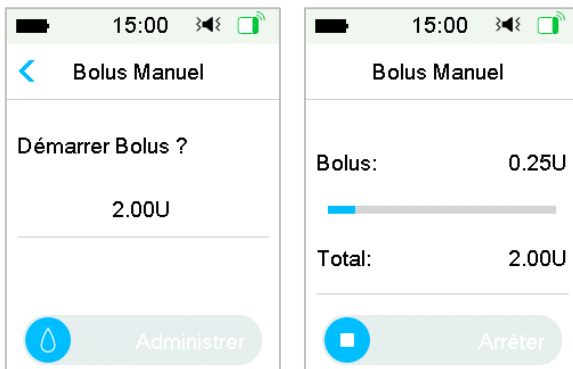 15:00
Bolus Manuel
Démarrer Bolus ?
2.00U
Administrer
15:00
Bolus Manuel
Bolus: 0.25U
Total: 2.00U
Arrêter